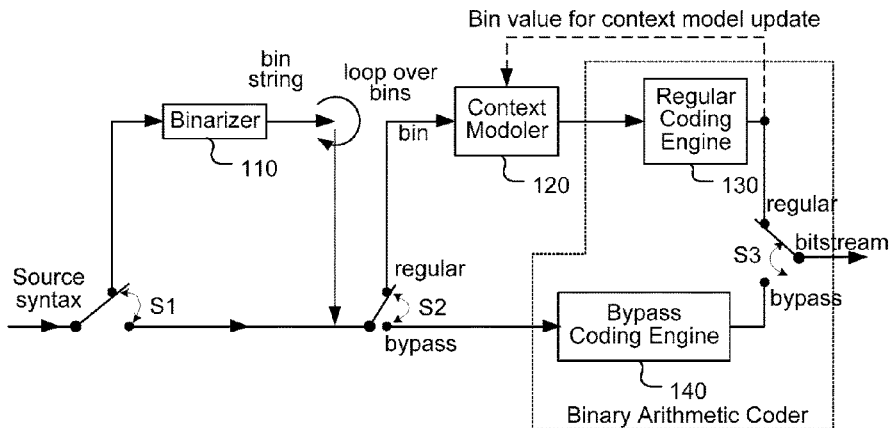 Bin value for context model update
bin
string
loop over
bins
Binarizer
110
bin
Context
Modoler
120
Regular
Coding
Engine
130
regular
bitstream
S3
bypass
Source
syntax
S1
regular
S2
bypass
Bypass
Coding Engine
140
Binary Arithmetic Coder